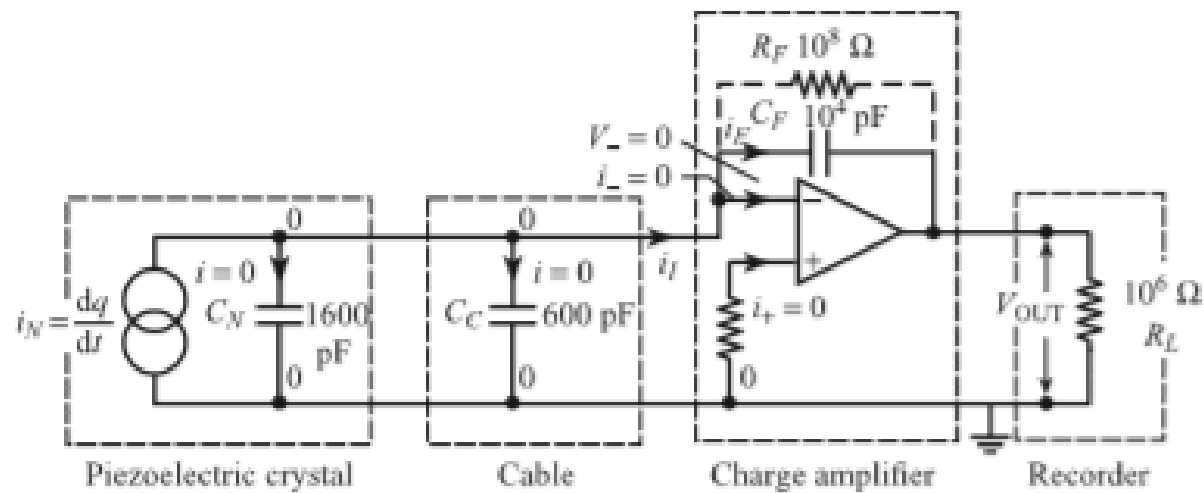 R_F 10^8 Ω
C_F 10^4 pF
i_F
V_– = 0
i_– = 0
–
+
0
0
i = 0
i = 0
i_I
i_N = dq/dt
C_N
1600
pF
C_C
600 pF
i_+ = 0
V_OUT
10^6 Ω
R_L
0
0
0
Piezoelectric crystal
Cable
Charge amplifier
Recorder